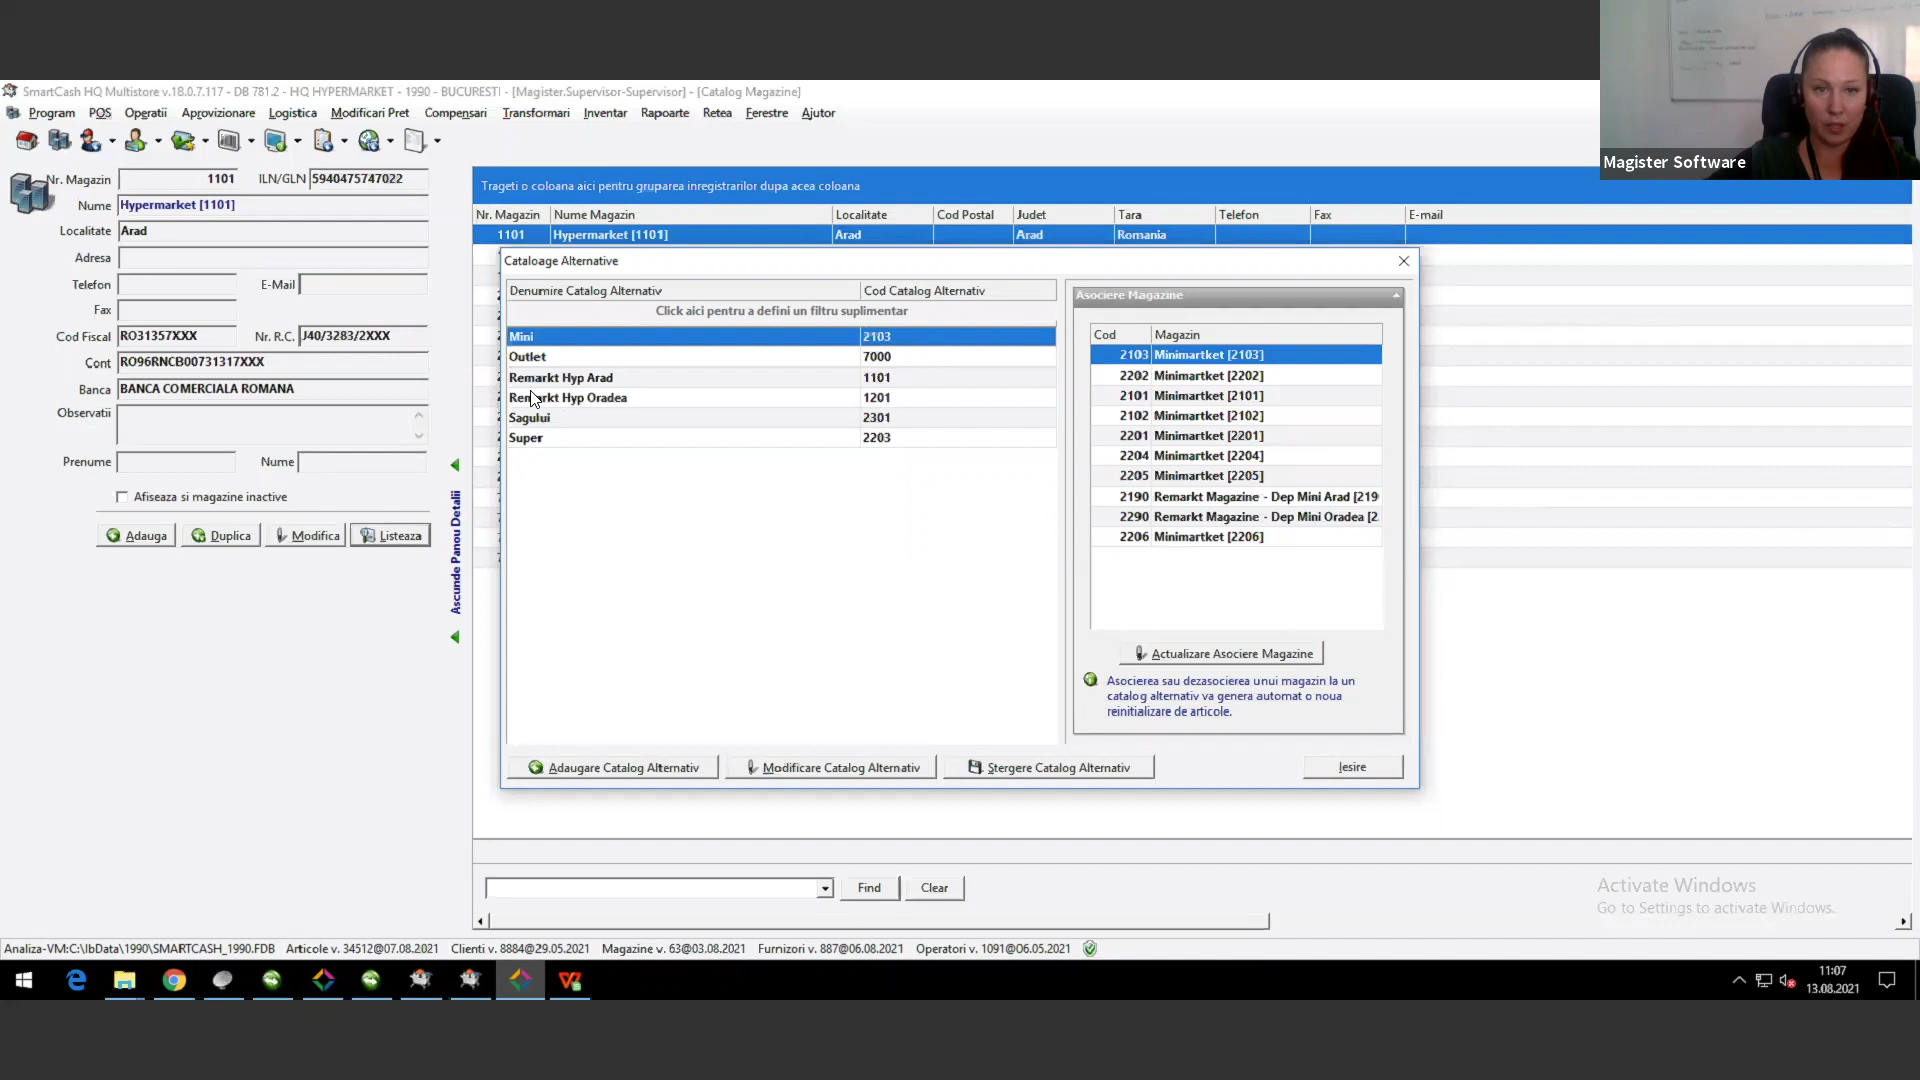 Magister Software
SmartCash HQ Multistore v.18.0.7.117 - DB 781.2 - HQ HYPERMARKET - 1990 - BUCURESTI - [Magister.Supervisor-Supervisor] - [Catalog Magazine]
Program POS Operatii Aprovizionare Logistica Modificari Pret Compensari Transformari Inventar Rapoarte Retea Ferestre Ajutor
Nr. Magazin 1101 ILN/GLN 5940475747022
Nume Hypermarket [1101]
Localitate Arad
Adresa
Telefon E-Mail
Fax
Cod Fiscal RO31357XXX Nr. R.C. J40/3283/2XXX
Cont RO96RNCB00731317XXX
Banca BANCA COMERCIALA ROMANA
Observatii
Prenume Nume
Afiseaza si magazine inactive
Adauga Duplica Modifica Listeaza
Ascunde Panou Detalii
Trageti o coloana aici pentru gruparea inregistrarilor dupa acea coloana
Nr. Magazin Nume Magazin Localitate Cod Postal Judet Tara Telefon Fax E-mail
1101 Hypermarket [1101] Arad Arad Romania
Cataloage Alternative
Denumire Catalog Alternativ Cod Catalog Alternativ
Click aici pentru a defini un filtru suplimentar
Mini 2103
Outlet 7000
Remarkt Hyp Arad 1101
Remarkt Hyp Oradea 1201
Sagului 2301
Super 2203
Asociere Magazine
Cod Magazin
2103 Minimartket [2103]
2202 Minimartket [2202]
2101 Minimartket [2101]
2102 Minimartket [2102]
2201 Minimartket [2201]
2204 Minimartket [2204]
2205 Minimartket [2205]
2190 Remarkt Magazine - Dep Mini Arad [219
2290 Remarkt Magazine - Dep Mini Oradea [2
2206 Minimartket [2206]
Actualizare Asociere Magazine
Asocierea sau dezasocierea unui magazin la un
catalog alternativ va genera automat o noua
reinitializare de articole.
Adaugare Catalog Alternativ Modificare Catalog Alternativ Stergere Catalog Alternativ Iesire
Find Clear
Activate Windows
Go to Settings to activate Windows.
Analiza-VM:C:\IbData\1990\SMARTCASH_1990.FDB Articole v. 34512@07.08.2021 Clienti v. 8884@29.05.2021 Magazine v. 63@03.08.2021 Furnizori v. 887@06.08.2021 Operatori v. 1091@06.05.2021
11:07
13.08.2021